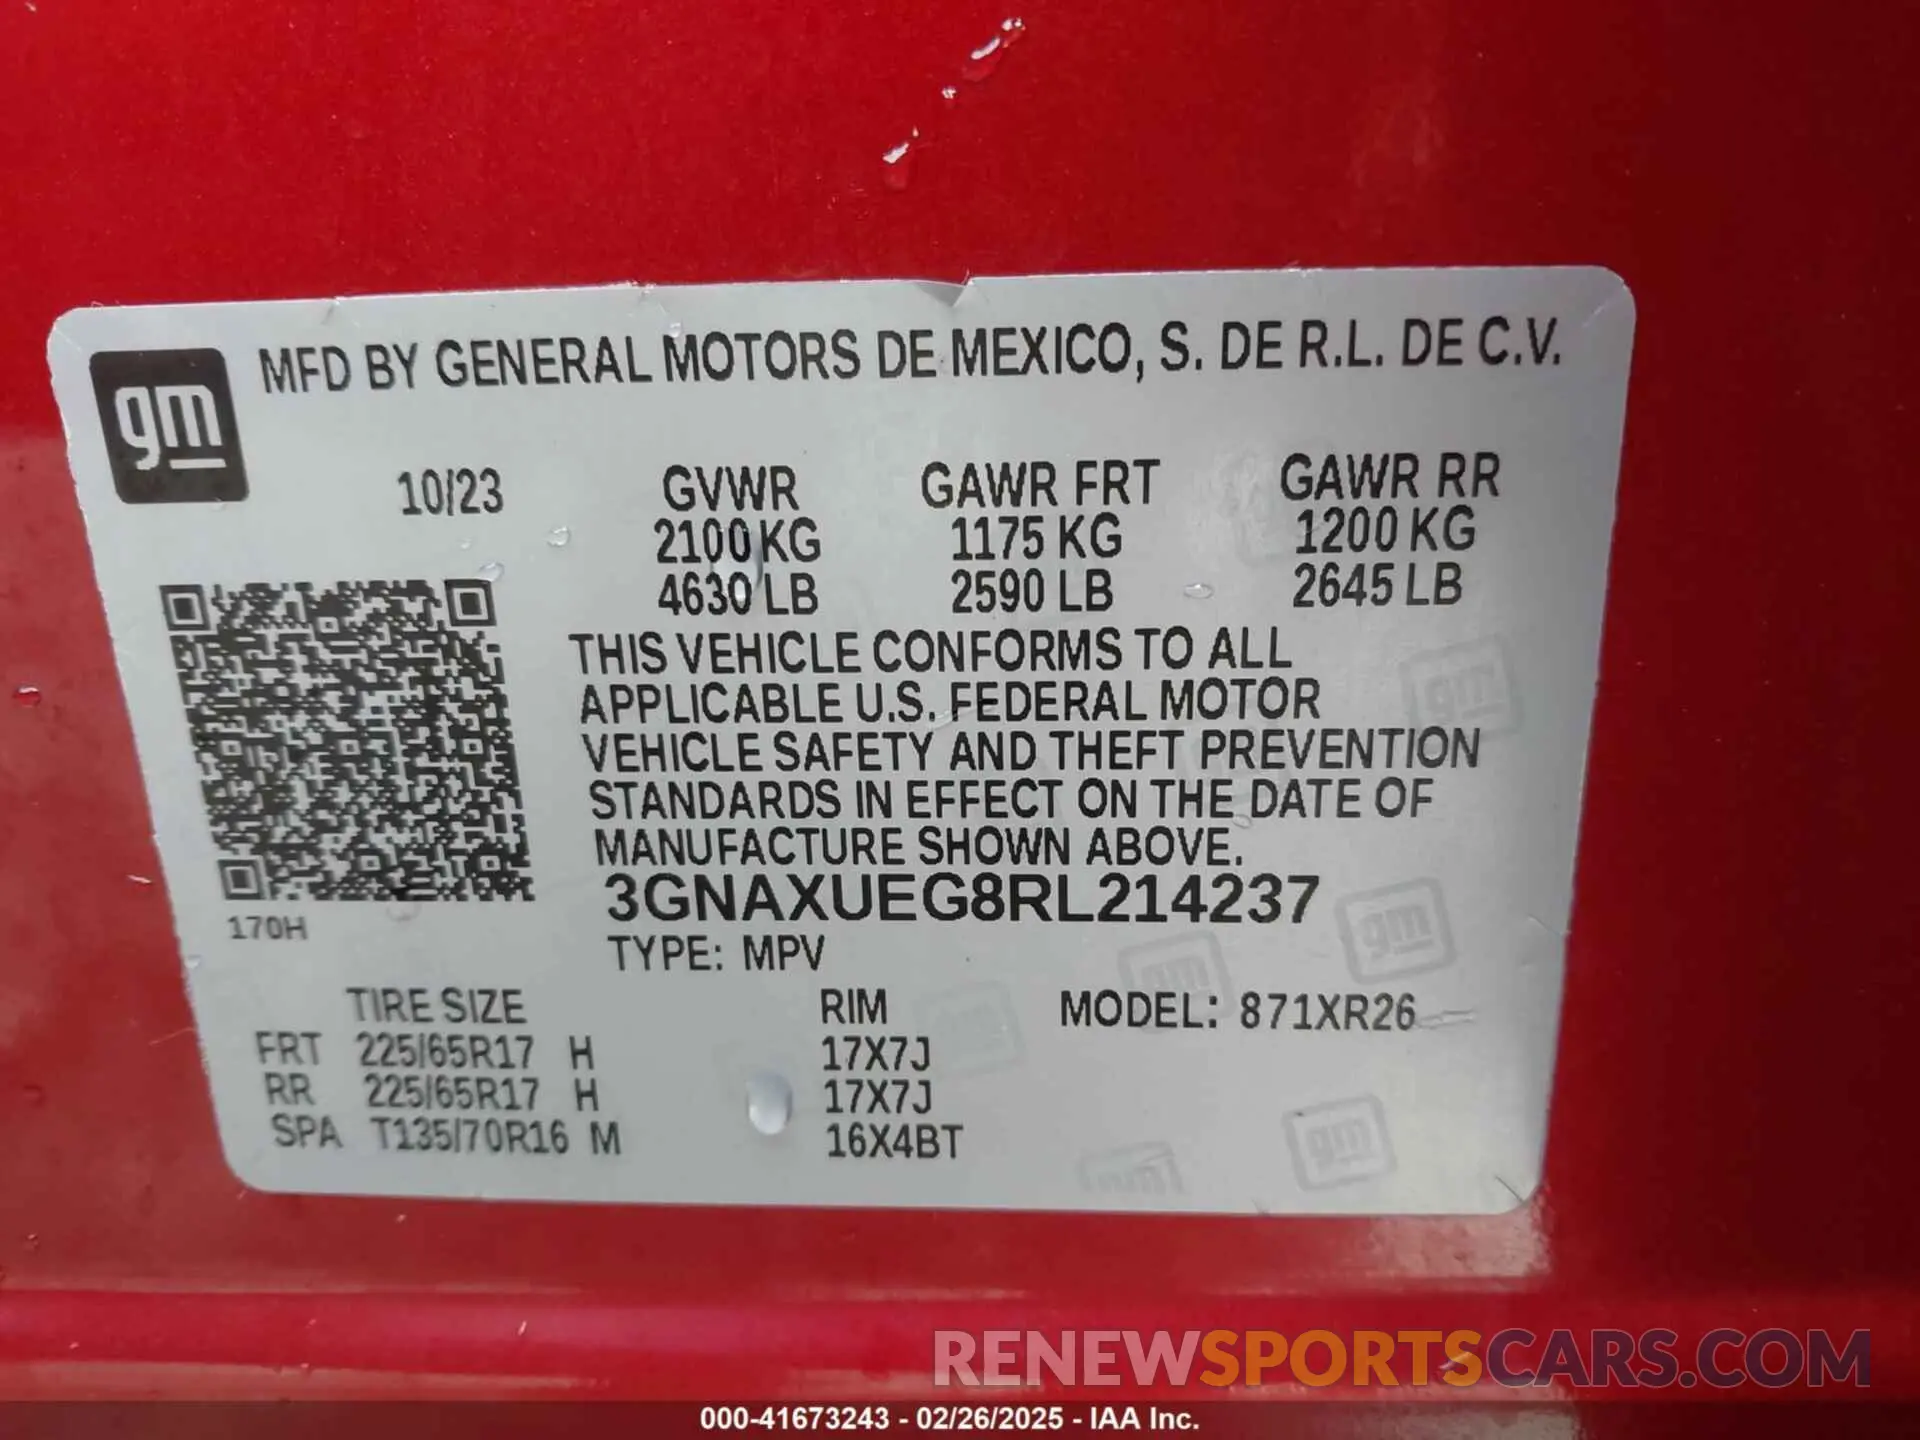 gm
MFD BY GENERAL MOTORS DE MEXICO, S. DE R.L. DE C.V.
10/23 GVWR GAWR FRT GAWR RR
2100 KG 1175 KG 1200 KG
4630 LB 2590 LB 2645 LB
THIS VEHICLE CONFORMS TO ALL
APPLICABLE U.S. FEDERAL MOTOR
VEHICLE SAFETY AND THEFT PREVENTION
STANDARDS IN EFFECT ON THE DATE OF
MANUFACTURE SHOWN ABOVE.
3GNAXUEG8RL214237
170H
TYPE: MPV
TIRE SIZE RIM MODEL: 871XR26
FRT 225/65R17 H 17X7J
RR 225/65R17 H 17X7J
SPA T135/70R16 M 16X4BT
gm
gm
gm
gm
RENEWSPORTSCARS.COM
000-41673243 - 02/26/2025 - IAA Inc.